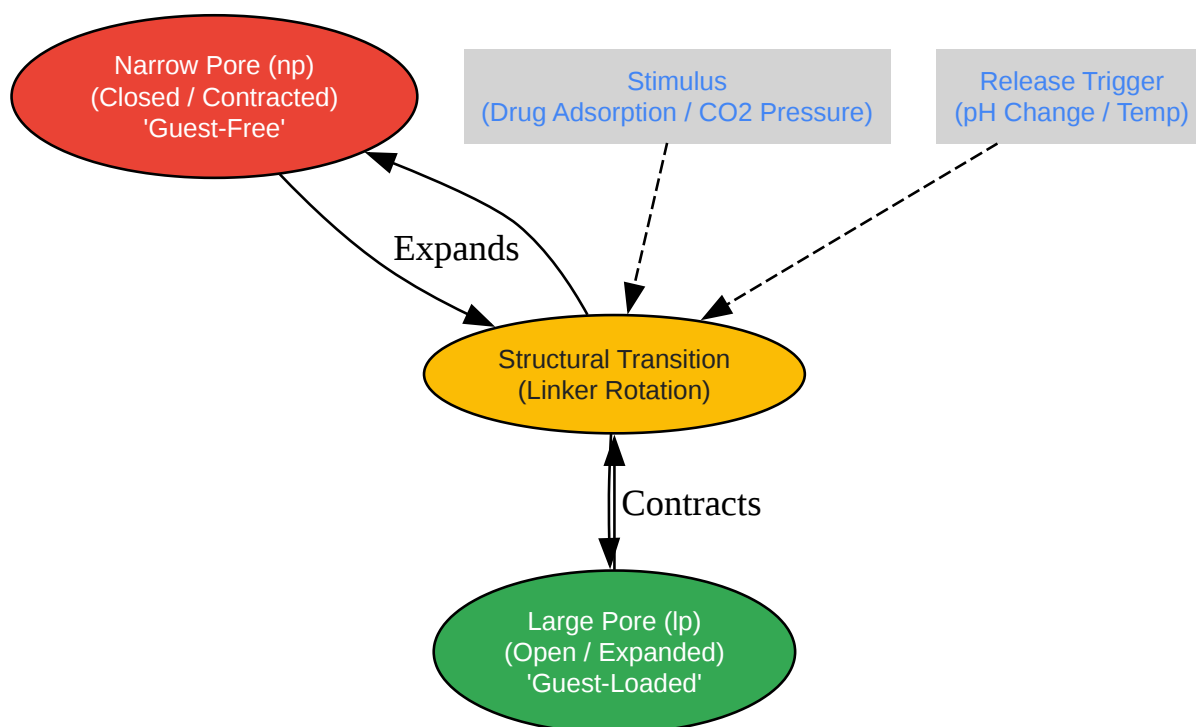 Narrow Pore (np)
(Closed / Contracted)
'Guest-Free'
Stimulus
(Drug Adsorption / CO2 Pressure)
Release Trigger
(pH Change / Temp)
Expands
Structural Transition
(Linker Rotation)
Contracts
Large Pore (lp)
(Open / Expanded)
'Guest-Loaded'